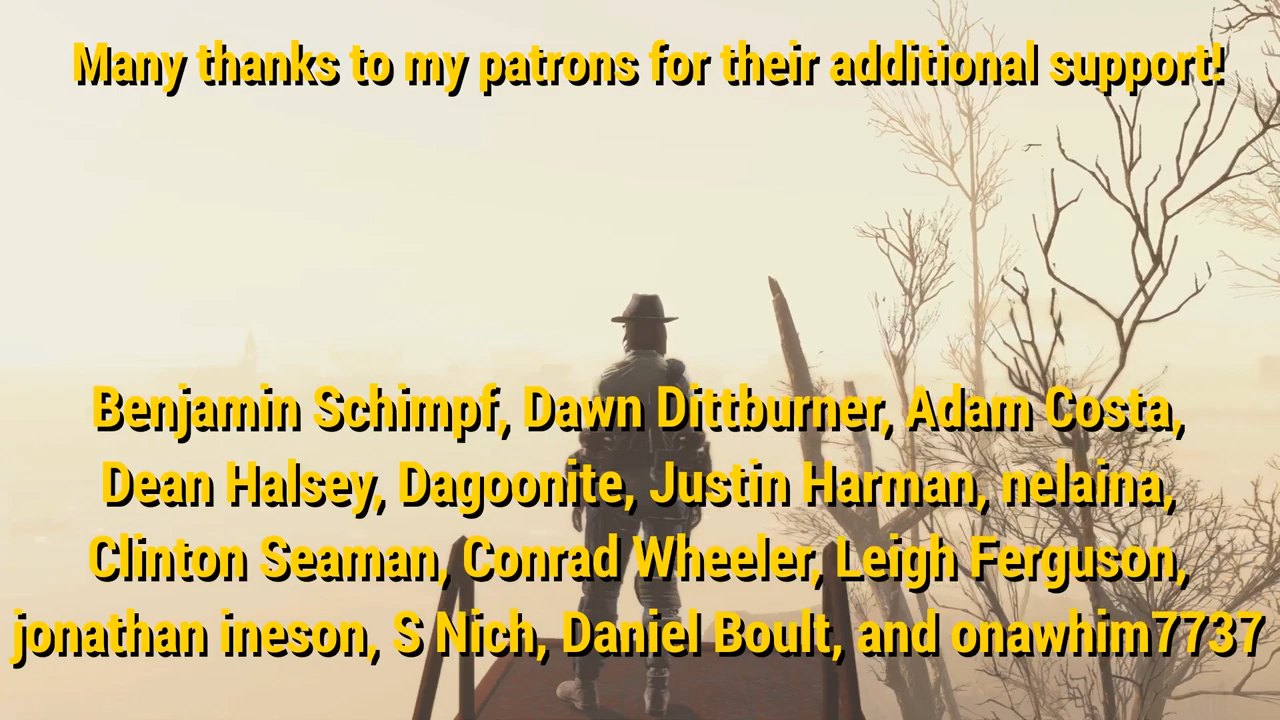 Many thanks to my patrons for their additional support!
Benjamin Schimpf, Dawn Dittburner, Adam Costa,
Dean Halsey, Dagoonite, Justin Harman, nelaina,
Clinton Seaman, Conrad Wheeler, Leigh Ferguson,
jonathan ineson, S Nich, Daniel Boult, and onawhim7737